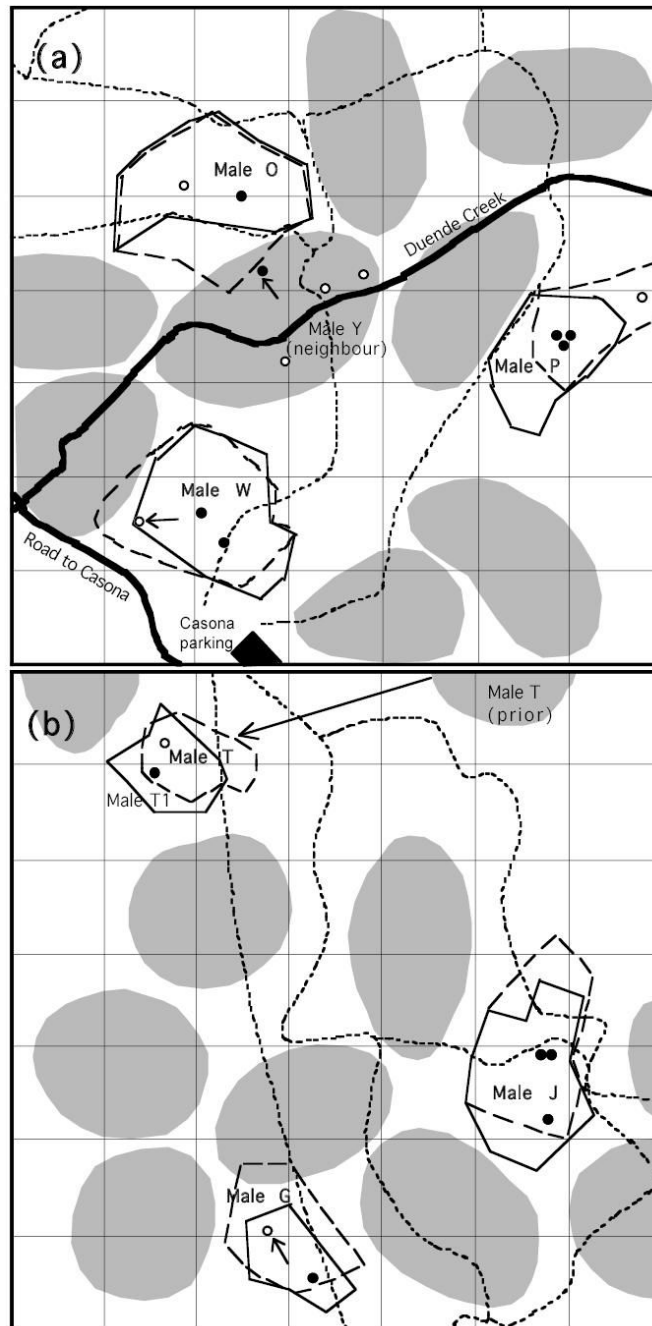 (a)
Male O
Duende Creek
Male Y
(neighbour)
Male P
Male W
Road to Casona
Casona
parking
(b)
Male T
(prior)
Male T
Male T1
Male J
Male G